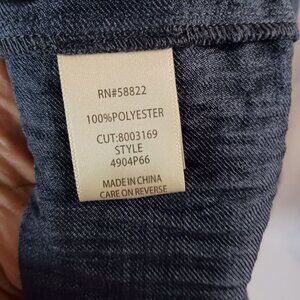 RN#58822
100%POLYESTER
CUT:8003169
STYLE
4904P66
MADE IN CHINA
CARE ON REVERSE